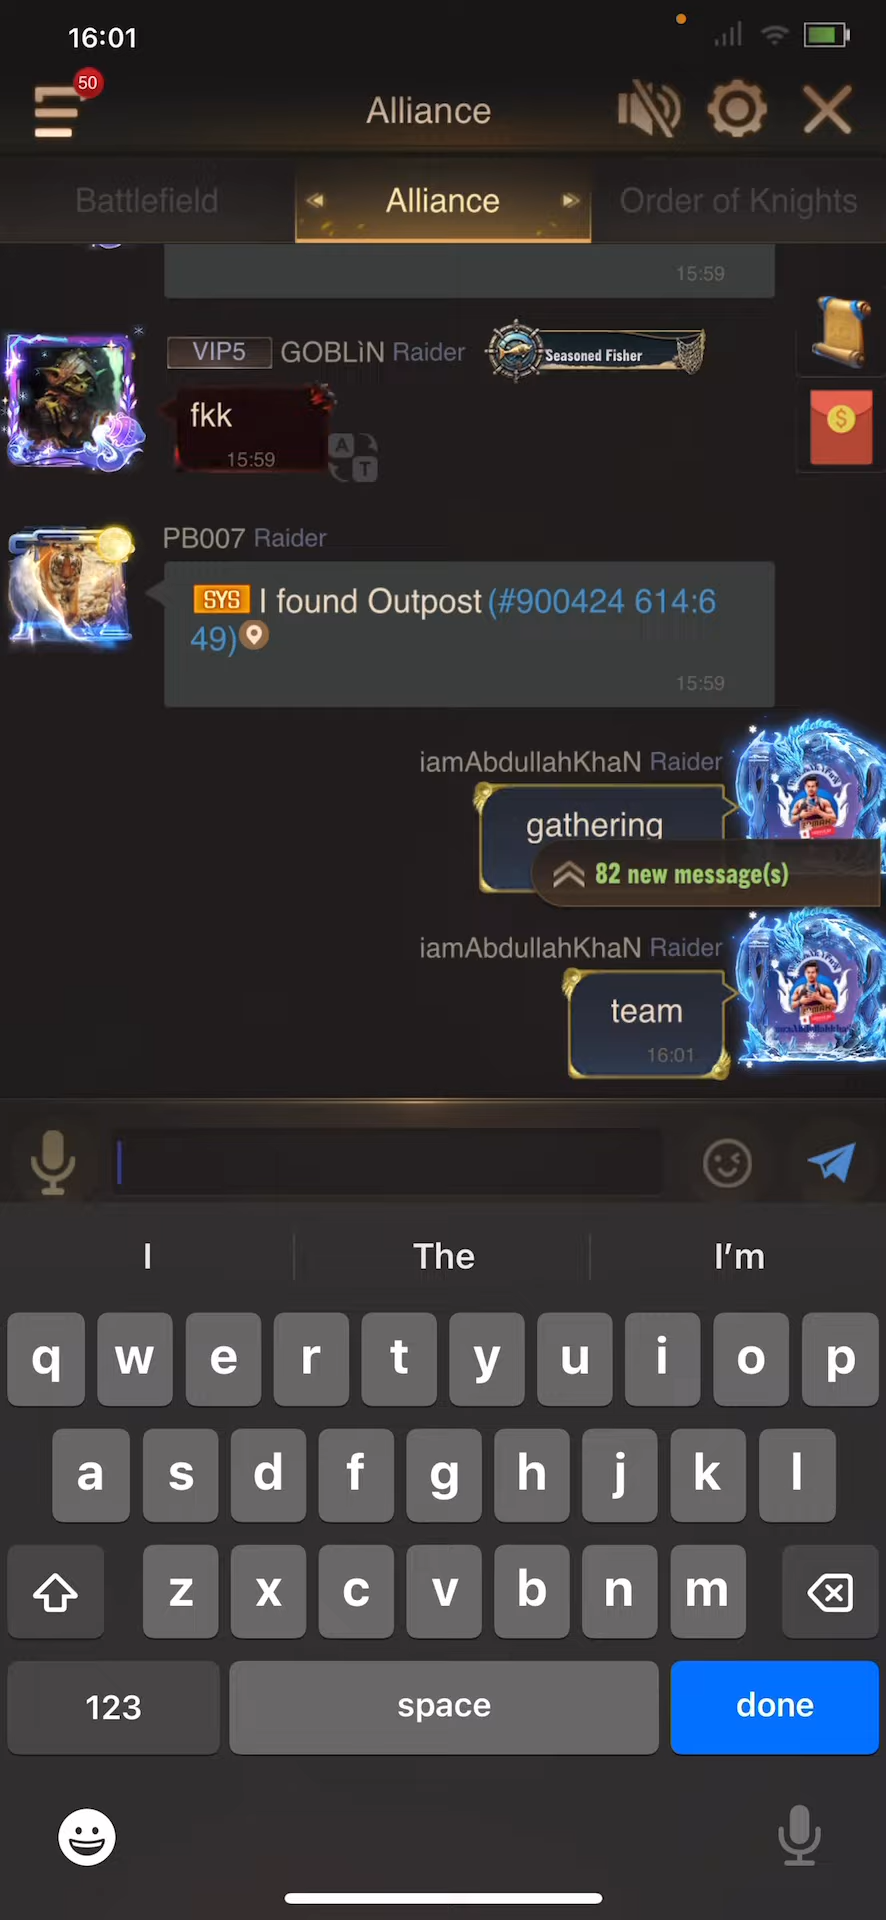 16:01
50
Alliance
Battlefield
Alliance
Order of Knights
15:59
VIP5 GOBLìN Raider Seasoned Fisher
fkk
15:59
A
T
PB007 Raider
SYS I found Outpost (#900424 614:6
49)
15:59
iamAbdullahKhaN Raider
gathering
82 new message(s)
iamAbdullahKhaN Raider
team
16:01
I The I'm
q w e r t y u i o p
a s d f g h j k l
z x c v b n m
123 space done